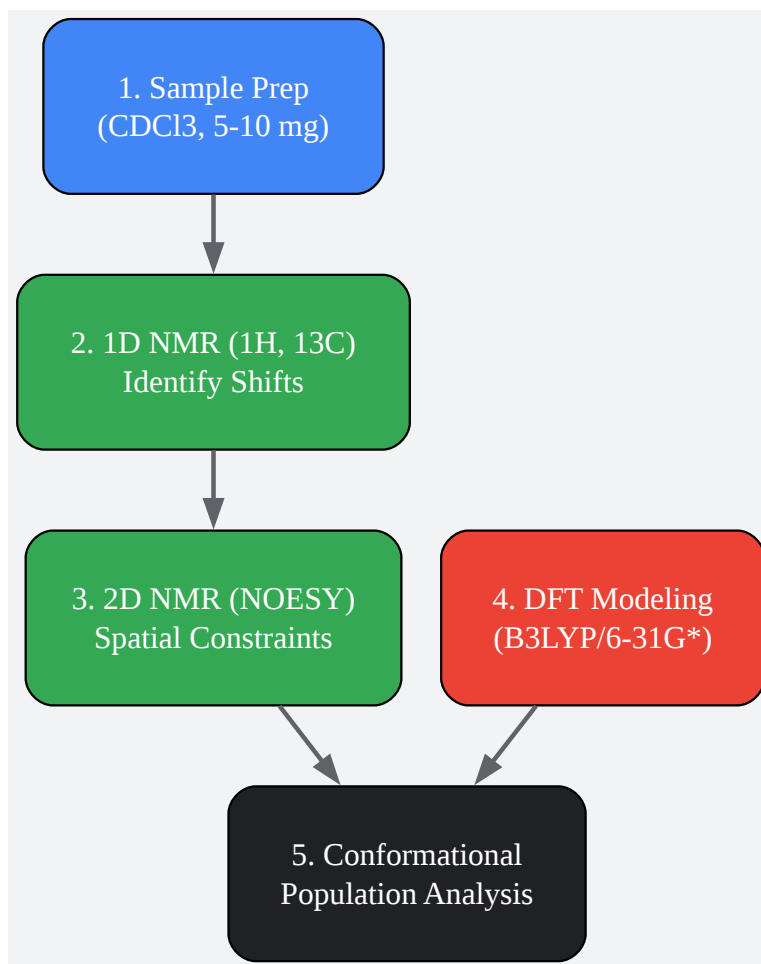 1. Sample Prep
(CDCl3, 5-10 mg)
2. 1D NMR (1H, 13C)
Identify Shifts
3. 2D NMR (NOESY)
Spatial Constraints
4. DFT Modeling
(B3LYP/6-31G*)
5. Conformational
Population Analysis